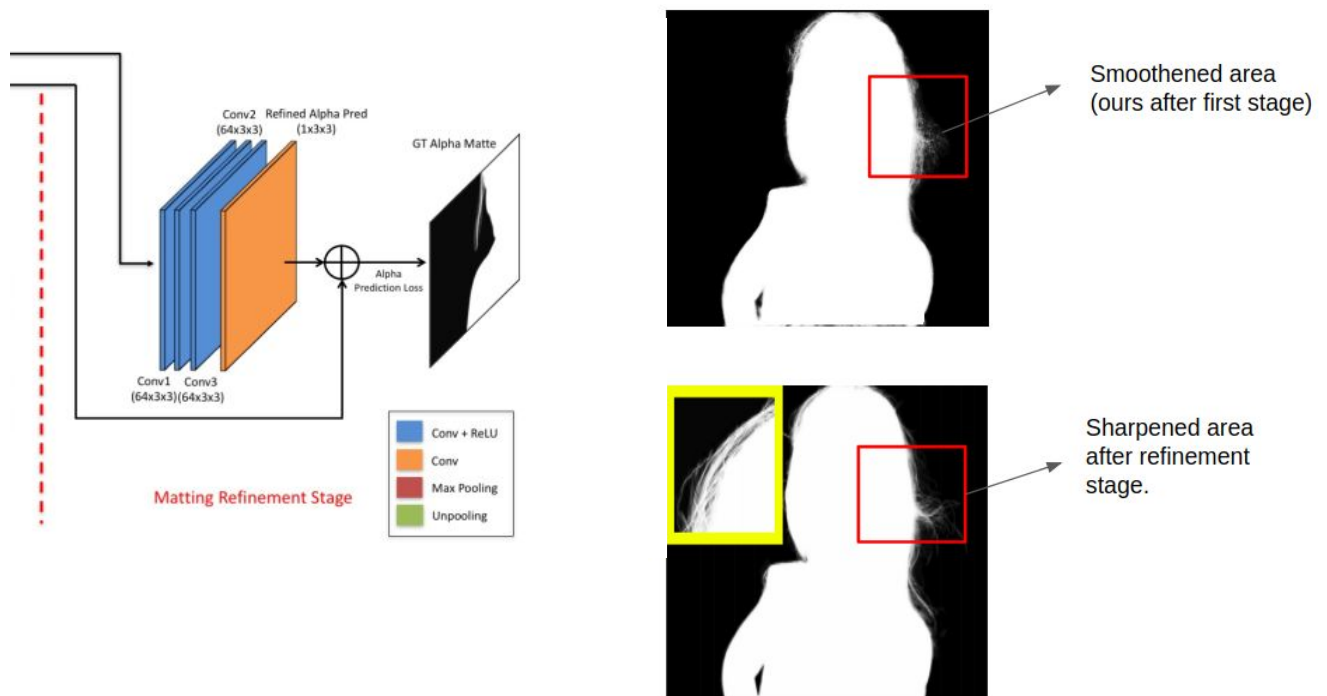 Conv2
(64x3x3)
Refined Alpha Pred
(1x3x3)
GT Alpha Matte
Alpha
Prediction Loss
Conv1
(64x3x3)
Conv3
(64x3x3)
Conv + ReLU
Conv
Max Pooling
Unpooling
Matting Refinement Stage
Smoothened area
(ours after first stage)
Sharpened area
after refinement
stage.